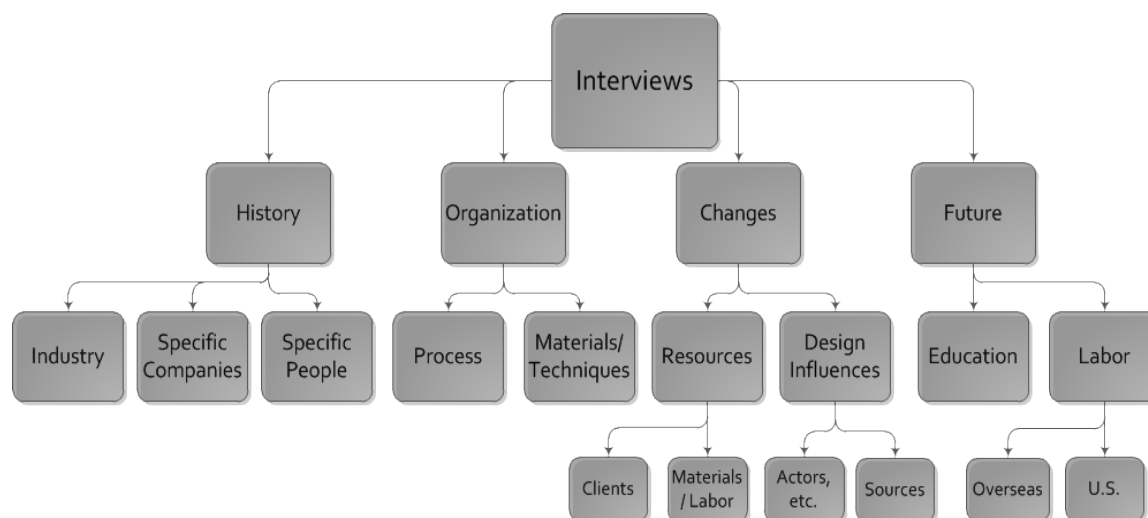 Interviews
History
Organization
Changes
Future
Industry
Specific
Companies
Specific
People
Process
Materials/
Techniques
Resources
Design
Influences
Education
Labor
Clients
Materials
/ Labor
Actors,
etc.
Sources
Overseas
U.S.